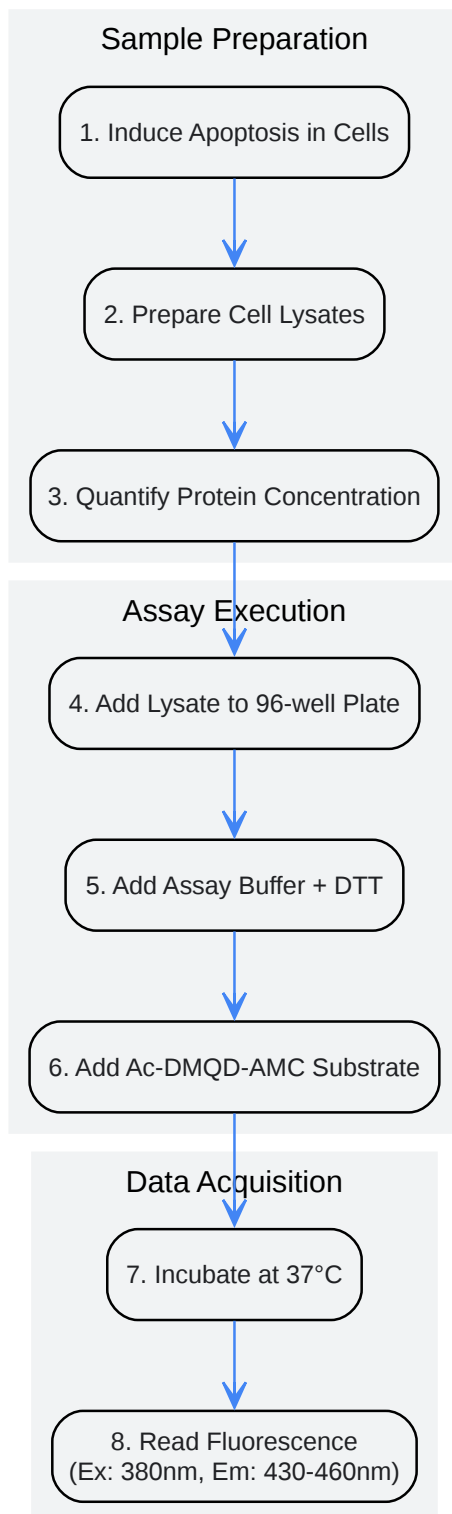 Sample Preparation
1. Induce Apoptosis in Cells
2. Prepare Cell Lysates
3. Quantify Protein Concentration
Assay Execution
4. Add Lysate to 96-well Plate
5. Add Assay Buffer + DTT
6. Add Ac-DMQD-AMC Substrate
Data Acquisition
7. Incubate at 37°C
8. Read Fluorescence
(Ex: 380nm, Em: 430-460nm)